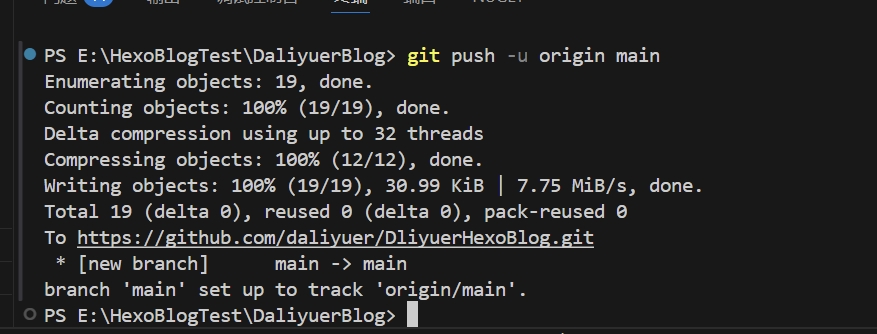 PS E:\HexoBlogTest\DaliyuerBlog> git push -u origin main
Enumerating objects: 19, done.
Counting objects: 100% (19/19), done.
Delta compression using up to 32 threads
Compressing objects: 100% (12/12), done.
Writing objects: 100% (19/19), 30.99 KiB | 7.75 MiB/s, done.
Total 19 (delta 0), reused 0 (delta 0), pack-reused 0
To https://github.com/daliyuer/DliyuerHexoBlog.git
 * [new branch]      main -> main
branch 'main' set up to track 'origin/main'.
PS E:\HexoBlogTest\DaliyuerBlog>